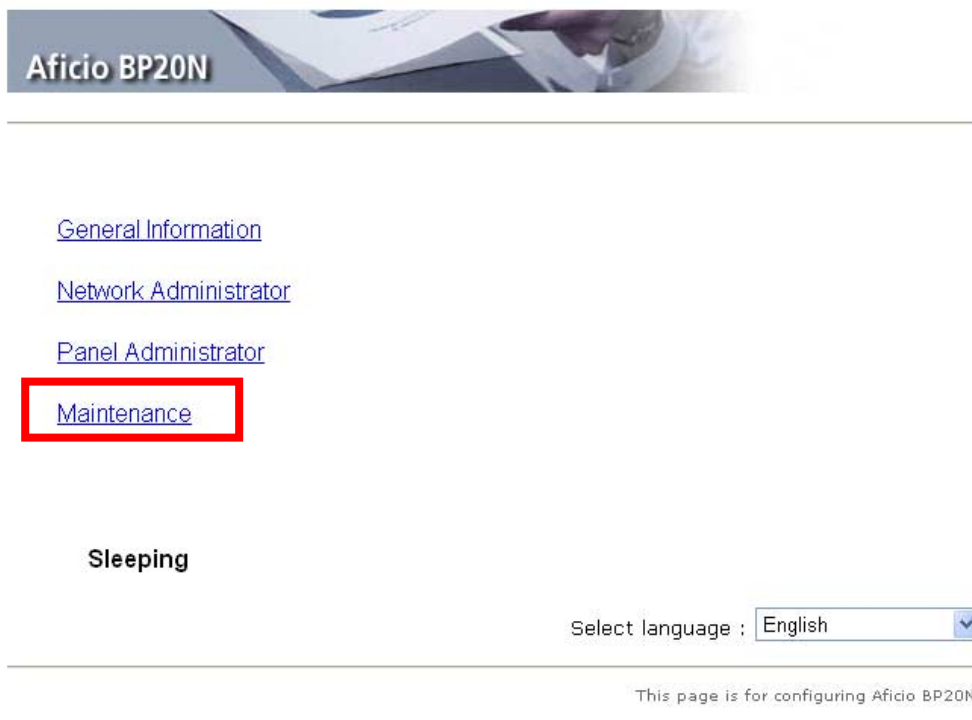 Aficio BP20N
General Information
Network Administrator
Panel Administrator
Maintenance
Sleeping
Select language : English
This page is for configuring Aficio BP20N